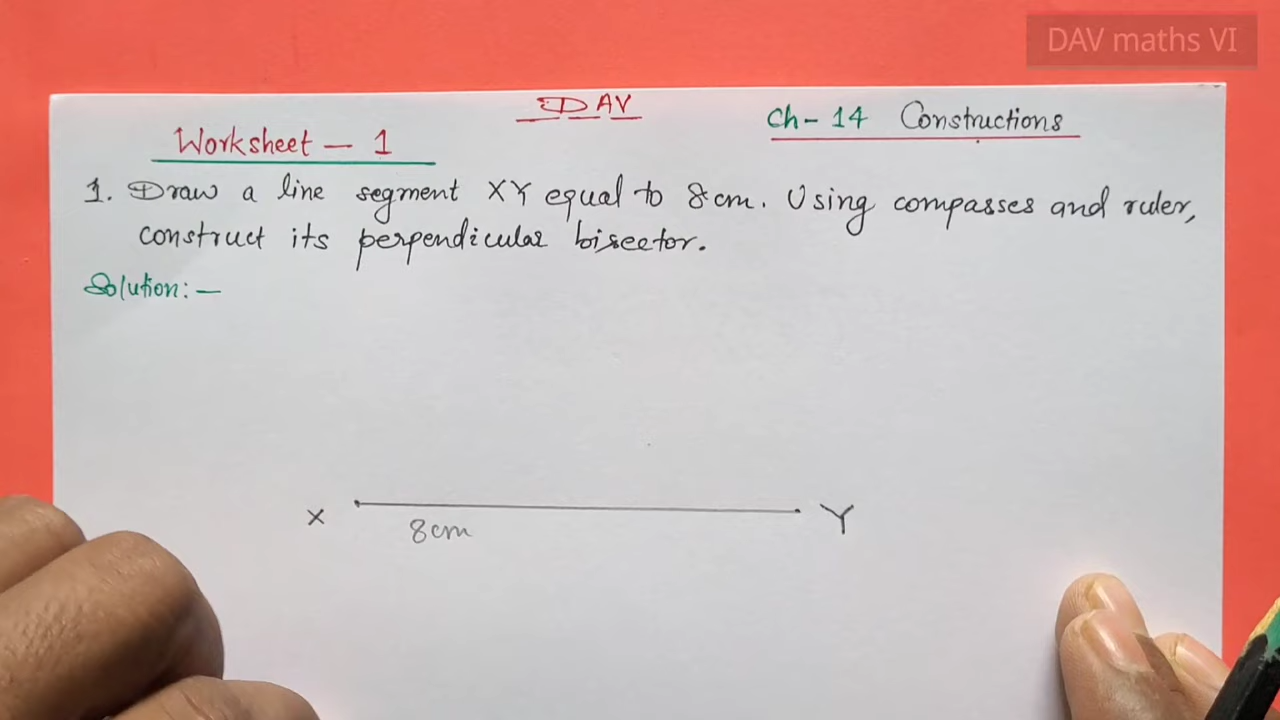 DAV maths VI
DAV
Ch - 14 Constructions
Worksheet - 1
1. Draw a line segment XY equal to 8cm. Using compasses and ruler,
construct its perpendicular bisector.
Solution:-
X Y
8cm